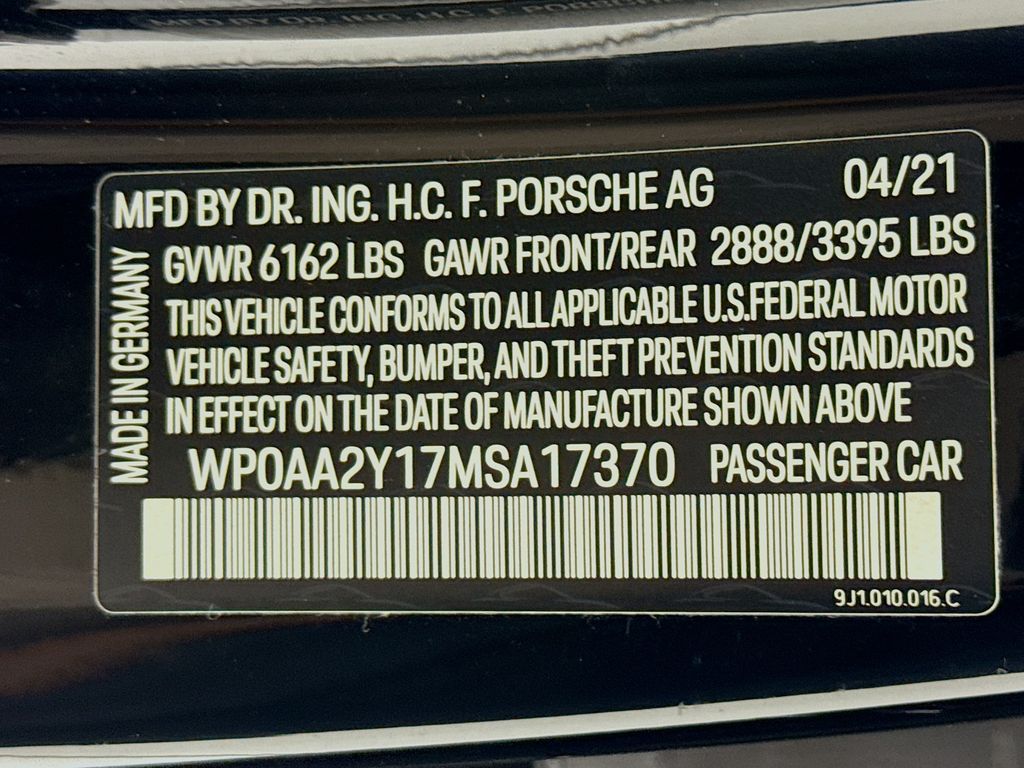 MFD BY DR. ING. H.C. F. PORSCHE AG 04/21
GVWR 6162 LBS GAWR FRONT/REAR 2888/3395 LBS
THIS VEHICLE CONFORMS TO ALL APPLICABLE U.S.FEDERAL MOTOR
VEHICLE SAFETY, BUMPER, AND THEFT PREVENTION STANDARDS
IN EFFECT ON THE DATE OF MANUFACTURE SHOWN ABOVE
WP0AA2Y17MSA17370 PASSENGER CAR
MADE IN GERMANY
9J1.010.016.C